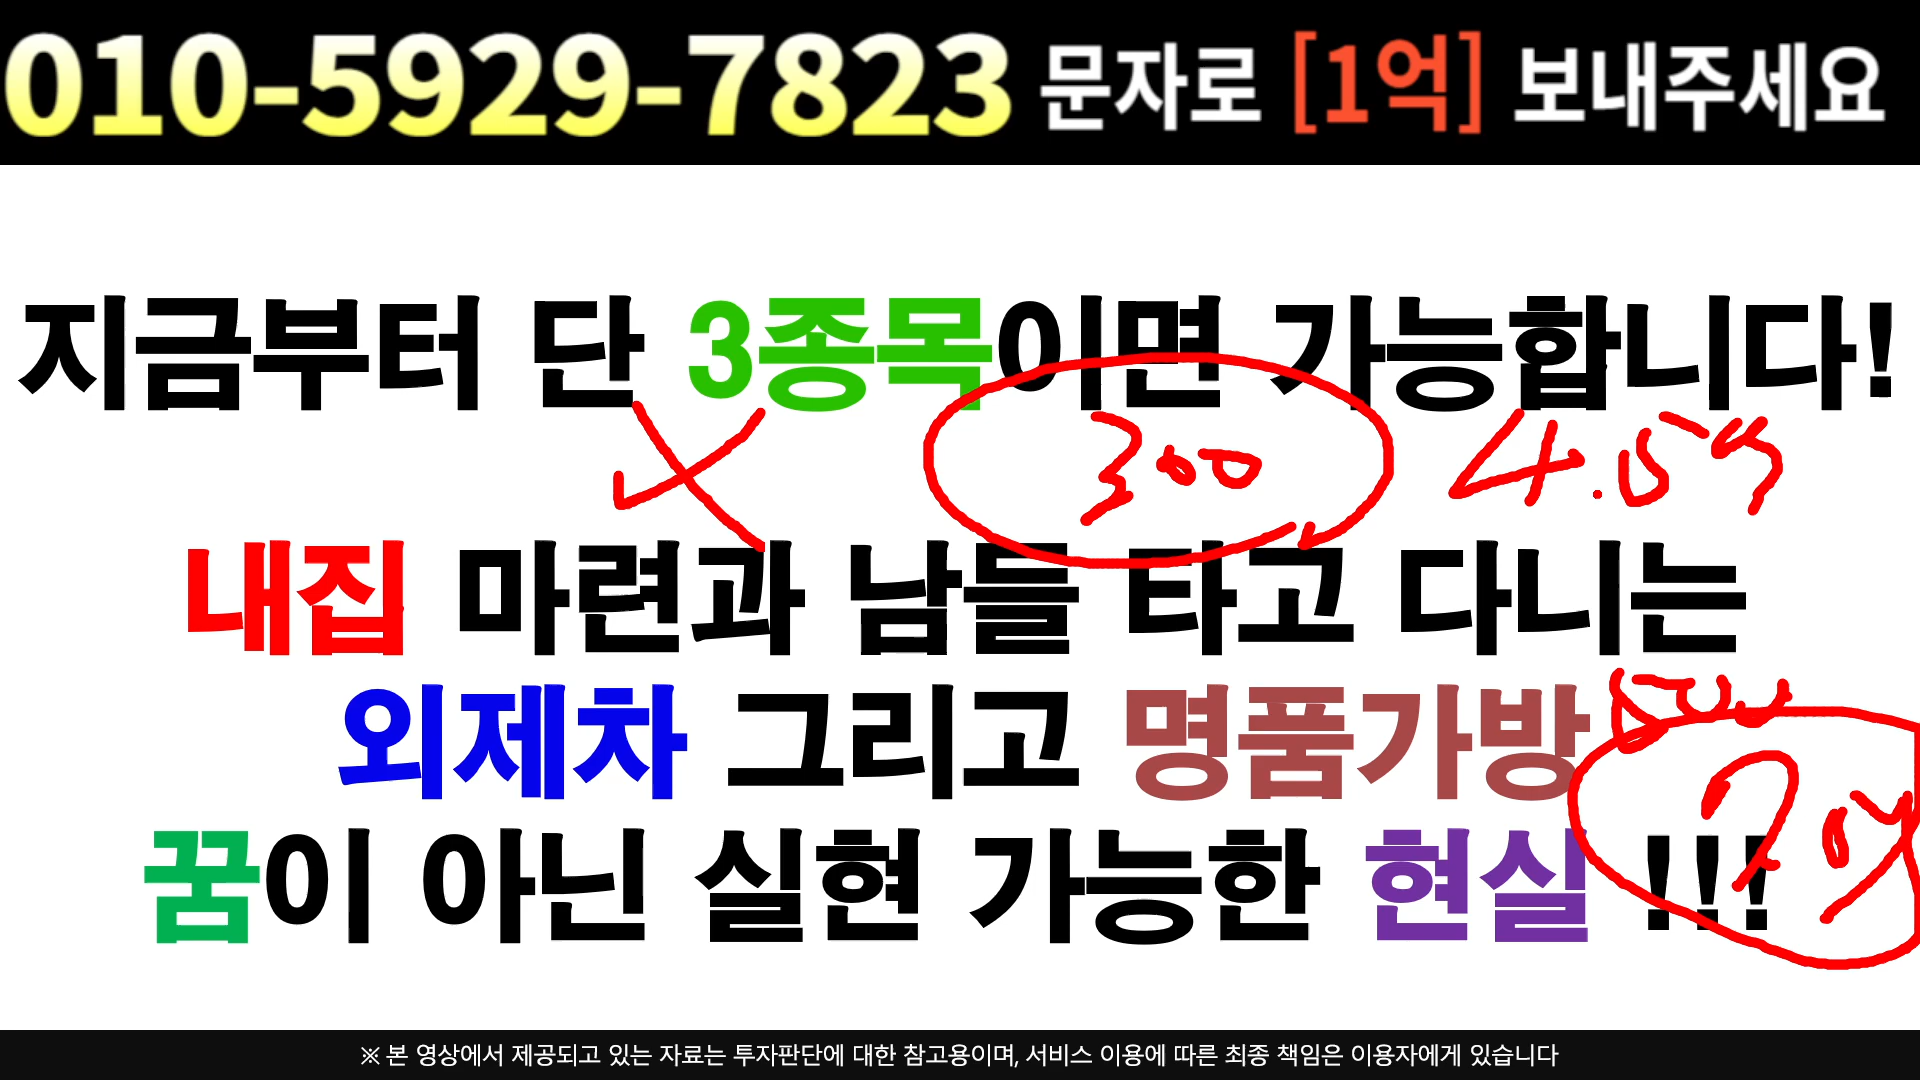 010-5929-7823 문자로 [1억] 보내주세요
지금부터 단 3종목이면 가능합니다!
300 4.5억
내집 마련과 남들 타고 다니는
500
외제차 그리고 명품가방
꿈이 아닌 실현 가능한 현실 !!!
※ 본 영상에서 제공되고 있는 자료는 투자판단에 대한 참고용이며, 서비스 이용에 따른 최종 책임은 이용자에게 있습니다